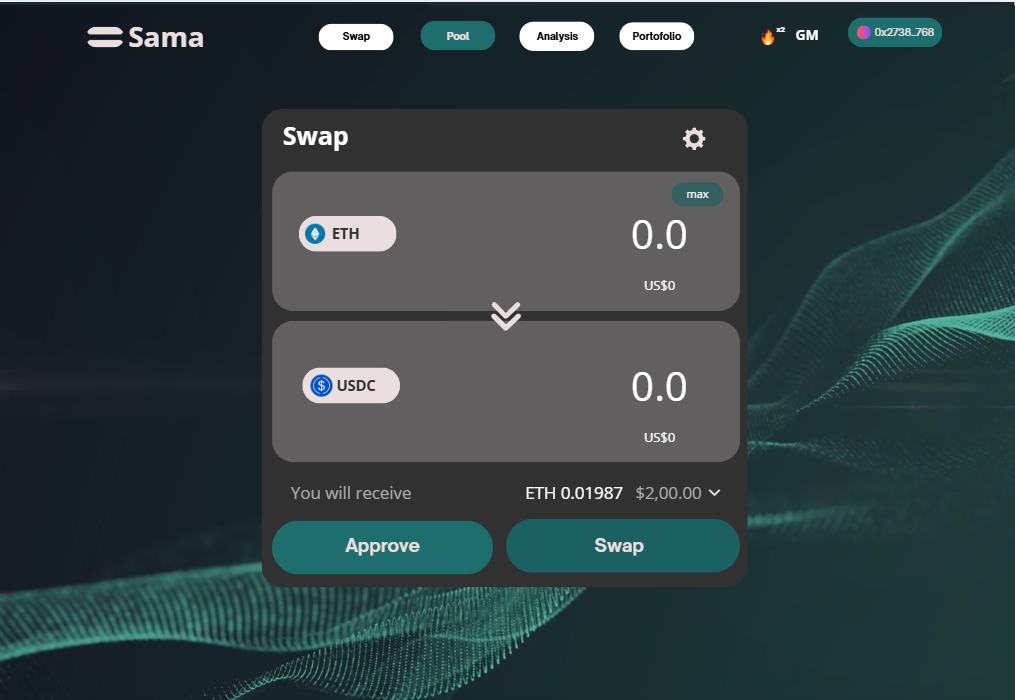 Sama
Swap
Pool
Analysis
Portofolio
x2
GM
0x2738..768
Swap
max
ETH
0.0
US$0
USDC
0.0
US$0
You will receive
ETH 0.01987 $2,00.00
Approve
Swap